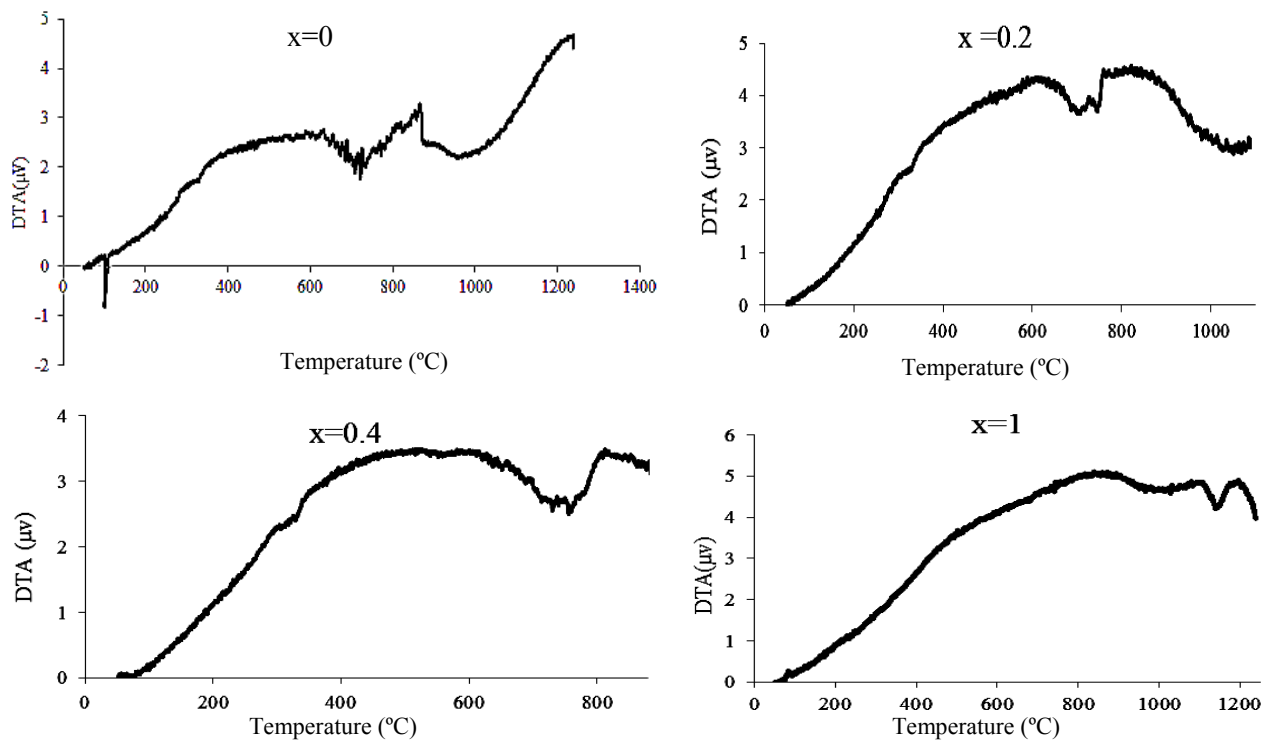 x=0
5
4
3
2
1
0
-1
-2
DTA(μv)
0 200 400 600 800 1000 1200 1400
Temperature (ºC)
x =0.2
5
4
3
2
1
0
DTA (μv)
0 200 400 600 800 1000
Temperature (ºC)
x=0.4
4
3
2
1
0
DTA (μv)
0 200 400 600 800
Temperature (ºC)
x=1
6
5
4
3
2
1
0
DTA(μv)
0 200 400 600 800 1000 1200
Temperature (ºC)